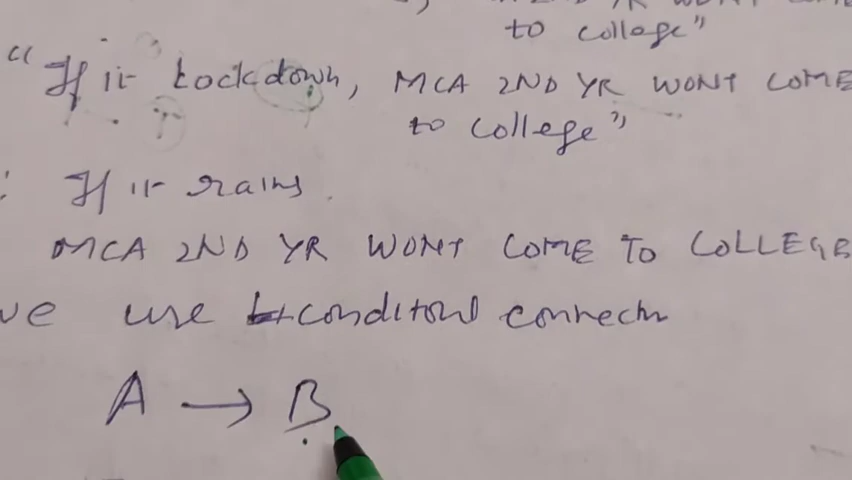 to college"
"If it lockdown, MCA 2ND YR WONT COME
to college"
: If it rains.
MCA 2ND YR WONT COME TO COLLEGE
we use conditonl connectn
A → B